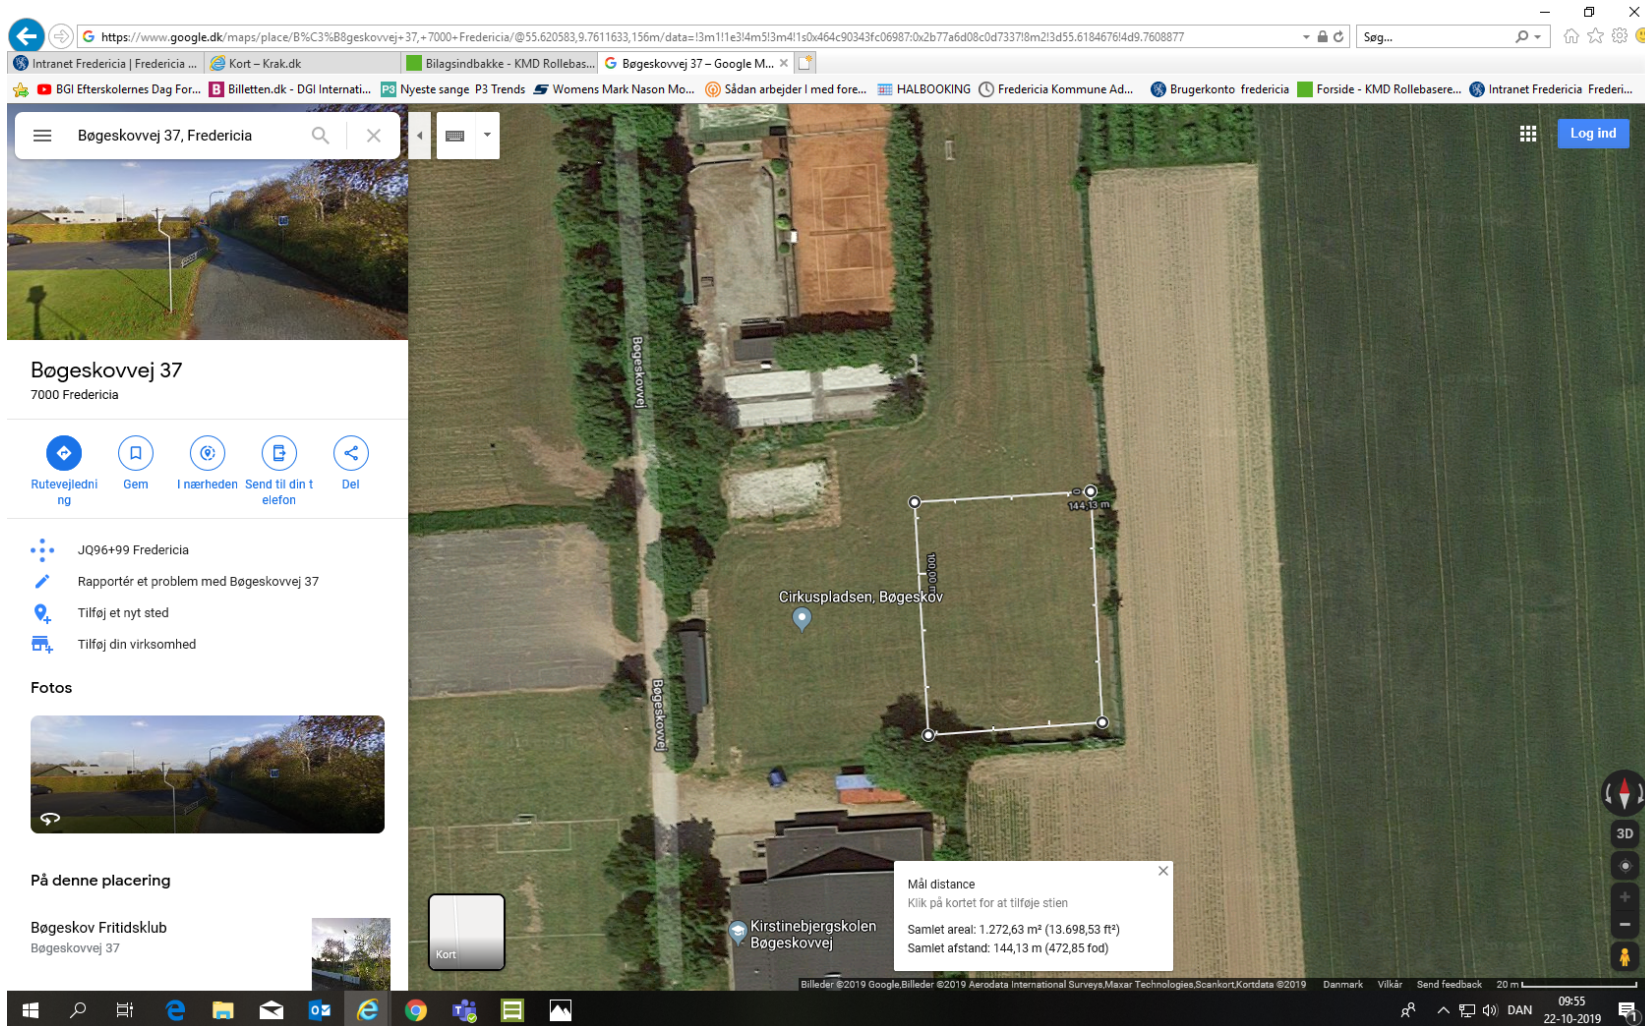 https://www.google.dk/maps/place/B%C3%B8geskovvej+37,+7000+Fredericia/@55.620583,9.7611633,156m/data=!3m1!1e3!4m5!3m4!1s0x464c90343fc06987:0x2b77a6d08c0d7337!8m2!3d55.6184676!4d9.7608877
Søg...
Intranet Fredericia | Fredericia ...
Kort – Krak.dk
Bilagsindbakke - KMD Rollebas...
Bøgeskovvej 37 – Google M...
BGI Efterskolernes Dag For...
Billetten.dk - DGI Internati...
P3 Nyeste sange P3 Trends
Womens Mark Nason Mo...
Sådan arbejder I med fore...
HALBOOKING
Fredericia Kommune Ad...
Brugerkonto fredericia
Forside - KMD Rollebasere...
Intranet Fredericia Frederi...
Bøgeskovvej 37, Fredericia
Log ind
Bøgeskovvej 37
7000 Fredericia
Rutevejledni
ng
Gem
I nærheden
Send til din t
elefon
Del
JQ96+99 Fredericia
Rapportér et problem med Bøgeskovvej 37
Tilføj et nyt sted
Tilføj din virksomhed
Fotos
På denne placering
Bøgeskov Fritidsklub
Bøgeskovvej 37
Bøgeskovvej
Bøgeskovvej
0
144,13 m
100,00 m
Cirkuspladsen, Bøgeskov
Kirstinebjergskolen
Bøgeskovvej
Kort
Mål distance
Klik på kortet for at tilføje stien
Samlet areal: 1.272,63 m² (13.698,53 ft²)
Samlet afstand: 144,13 m (472,85 fod)
3D
Billeder ©2019 Google,Billeder ©2019 Aerodata International Surveys,Maxar Technologies,Scankort,Kortdata ©2019
Danmark
Vilkår
Send feedback
20 m
DAN
09:55
22-10-2019
1